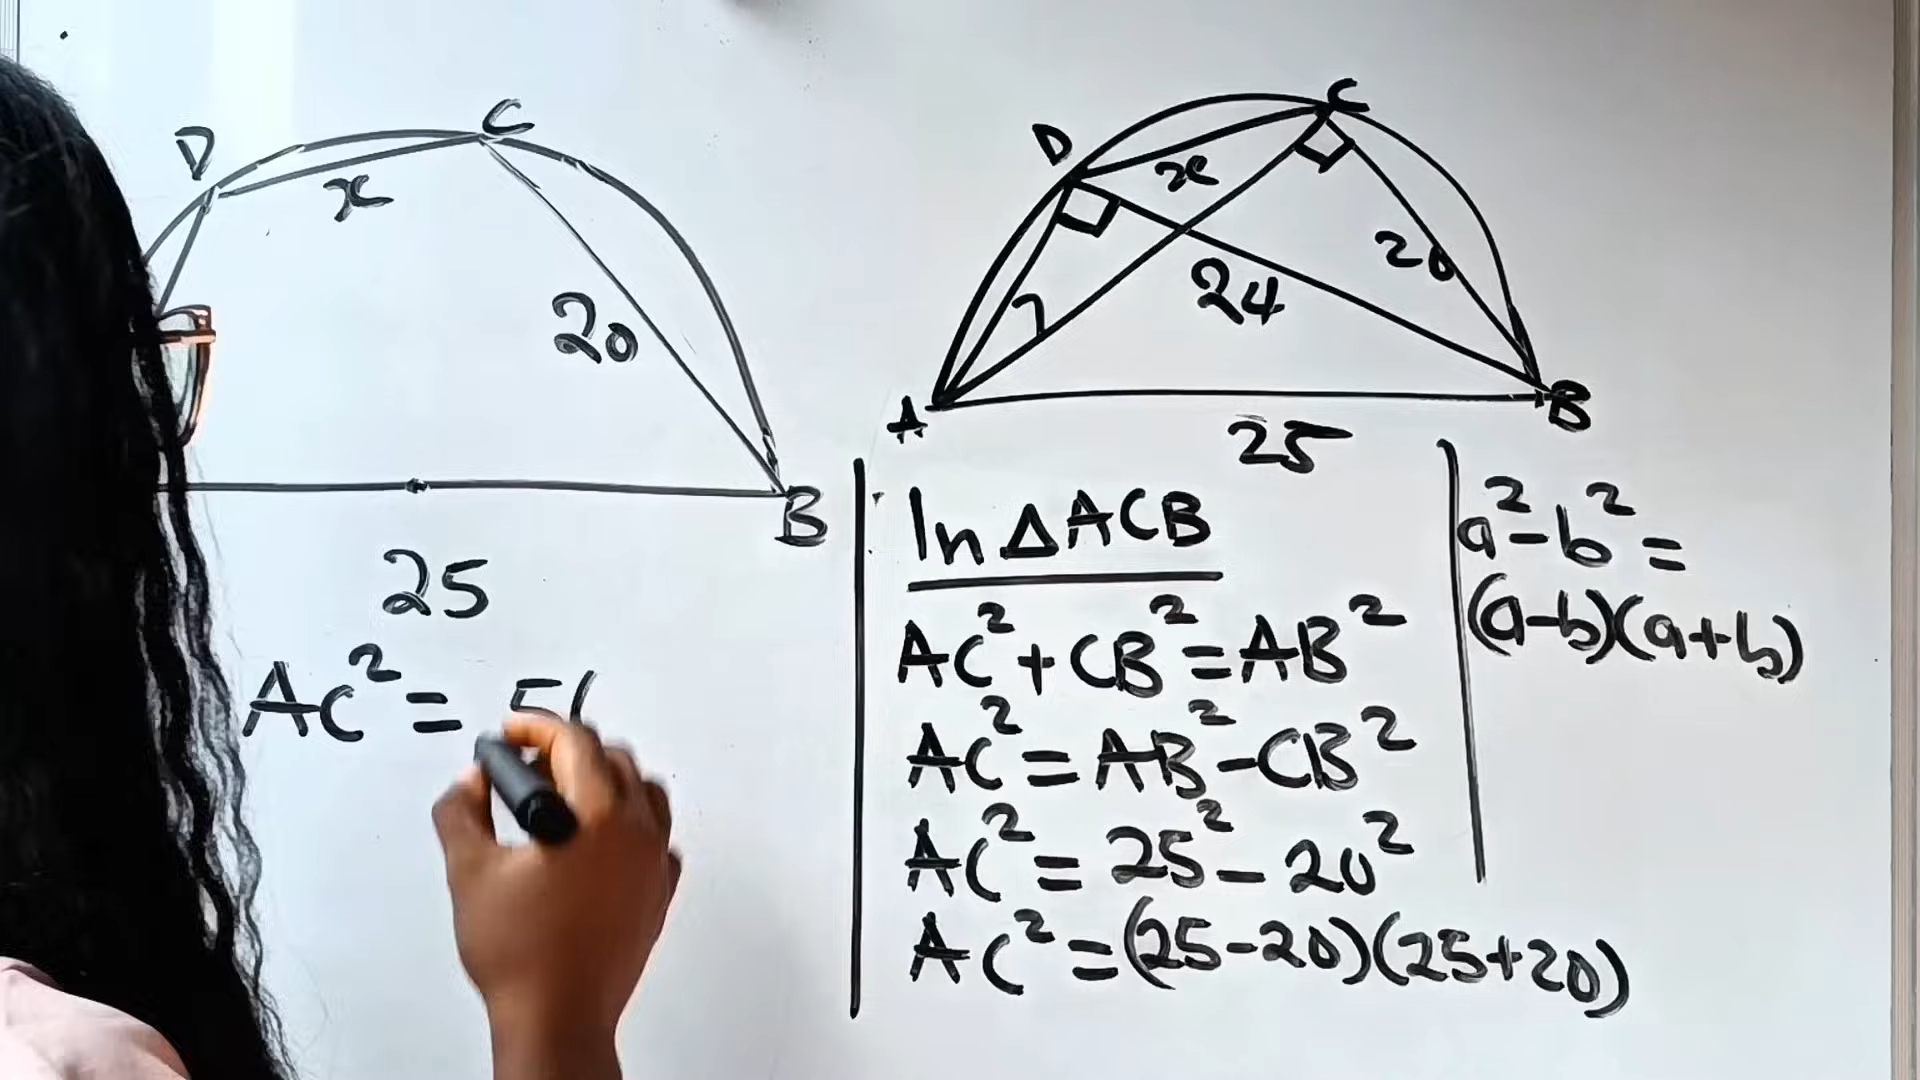 D
C
x
20
B
25
AC² = 5(
D
C
x
20
24
7
A
B
25
In ΔACB
AC² + CB² = AB²
AC² = AB² - CB²
AC² = 25² - 20²
AC² = (25-20)(25+20)
a² - b² =
(a-b)(a+b)